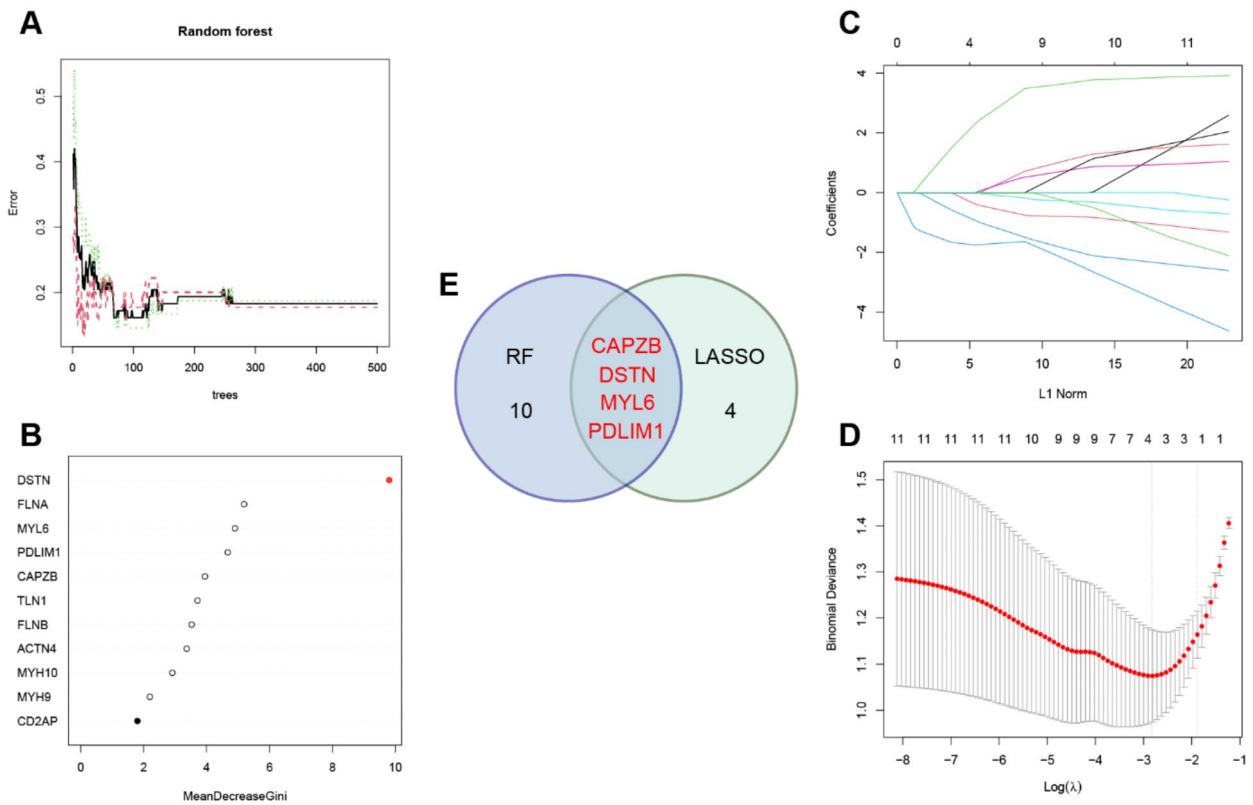 A
Random forest
0.5
0.4
0.3
0.2
Error
0 100 200 300 400 500
trees
B
DSTN
FLNA
MYL6
PDLIM1
CAPZB
TLN1
FLNB
ACTN4
MYH10
MYH9
CD2AP
0 2 4 6 8 10
MeanDecreaseGini
E
RF
10
CAPZB
DSTN
MYL6
PDLIM1
LASSO
4
C
0 4 9 10 11
4
2
0
−2
−4
Coefficients
0 5 10 15 20
L1 Norm
D
11 11 11 11 11 10 9 9 9 7 7 4 3 3 1 1
1.5
1.4
1.3
1.2
1.1
1.0
Binomial Deviance
−8 −7 −6 −5 −4 −3 −2 −1
Log(λ)